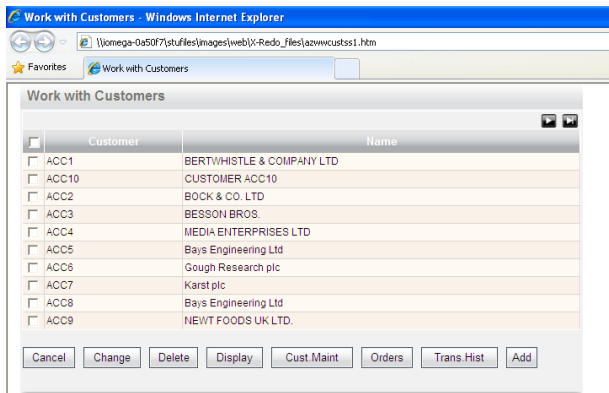 Work with Customers - Windows Internet Explorer
\\iomega-0a50f7\stufiles\images\web\X-Redo_files\azwwcustss1.htm
Favorites Work with Customers
Work with Customers
Customer Name
ACC1 BERTWHISTLE & COMPANY LTD
ACC10 CUSTOMER ACC10
ACC2 BOCK & CO. LTD
ACC3 BESSON BROS.
ACC4 MEDIA ENTERPRISES LTD
ACC5 Bays Engineering Ltd
ACC6 Gough Research plc
ACC7 Karst plc
ACC8 Bays Engineering Ltd
ACC9 NEWT FOODS UK LTD.
Cancel Change Delete Display Cust.Maint Orders Trans.Hist Add